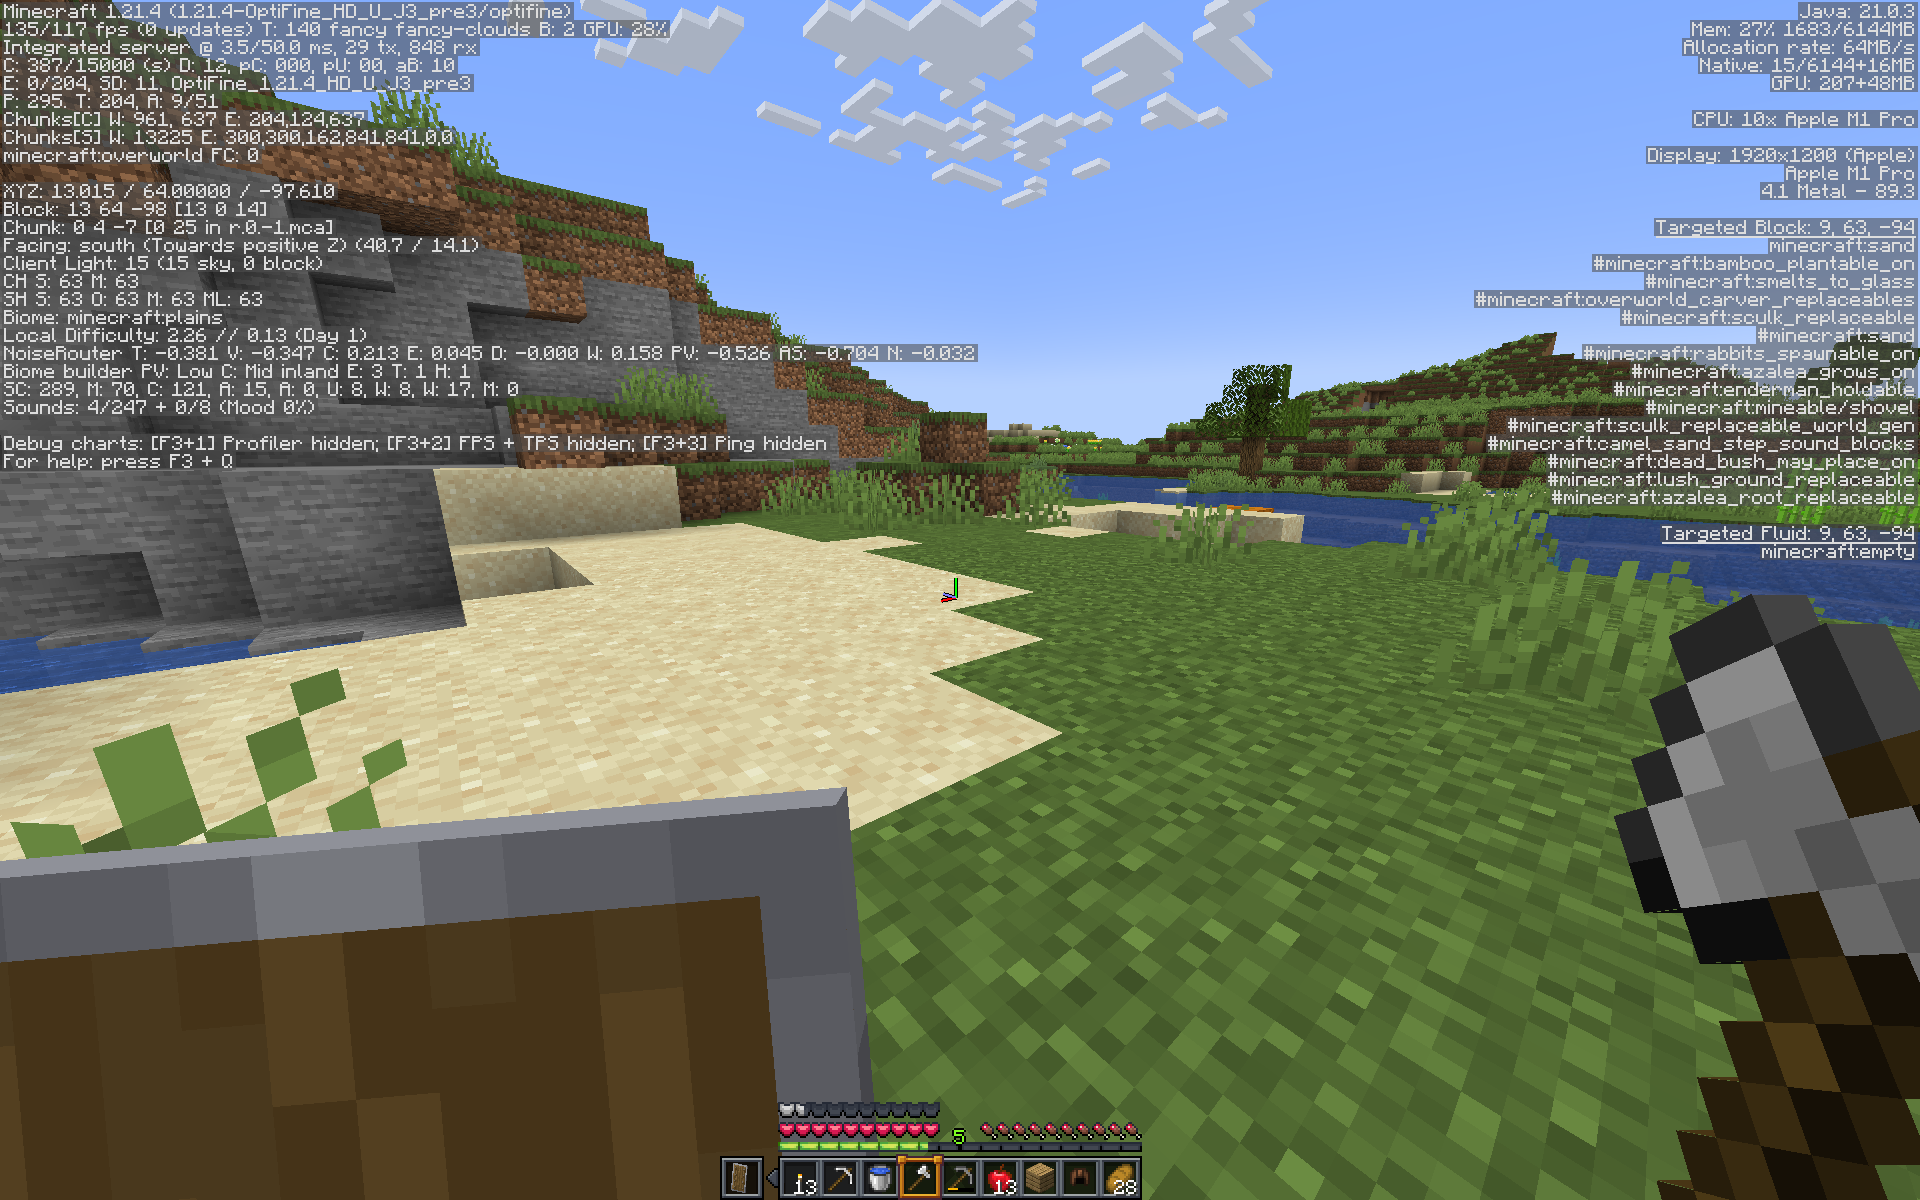 Minecraft 1.21.4 (1.21.4-OptiFine_HD_U_J3_pre3/optifine)
135/117 fps (0 updates) T: 140 fancy fancy-clouds B: 2 GPU: 28%
Integrated server @ 3.5/50.0 ms, 29 tx, 848 rx
C: 387/15000 (s) D: 12, pC: 000, pU: 00, aB: 10
E: 0/204, SD: 11, OptiFine_1.21.4_HD_U_J3_pre3
P: 295. T: 204, A: 9/51
Chunks[C] W: 961, 637 E: 204,124,637
Chunks[S] W: 13225 E: 300,300,162,841,841,0,0
minecraft:overworld FC: 0
XYZ: 13.015 / 64.00000 / -97.610
Block: 13 64 -98 [13 0 14]
Chunk: 0 4 -7 [0 25 in r.0.-1.mca]
Facing: south (Towards positive Z) (40.7 / 14.1)
Client Light: 15 (15 sky, 0 block)
CH S: 63 M: 63
SH S: 63 O: 63 M: 63 ML: 63
Biome: minecraft:plains
Local Difficulty: 2.26 // 0.13 (Day 1)
NoiseRouter T: -0.381 V: -0.347 C: 0.213 E: 0.045 D: -0.000 W: 0.158 PV: -0.526 AS: -0.704 N: -0.032
Biome builder PV: Low C: Mid inland E: 3 T: 1 H: 1
SC: 289, M: 70, C: 121, A: 15, A: 0, U: 8, W: 8, W: 17, M: 0
Sounds: 4/247 + 0/8 (Mood 0%)
Debug charts: [F3+1] Profiler hidden; [F3+2] FPS + TPS hidden; [F3+3] Ping hidden
For help: press F3 + Q
Java: 21.0.3
Mem: 27% 1683/6144MB
Allocation rate: 64MB/s
Native: 15/6144+16MB
GPU: 207+48MB
CPU: 10x Apple M1 Pro
Display: 1920x1200 (Apple)
Apple M1 Pro
4.1 Metal - 89.3
Targeted Block: 9, 63, -94
minecraft:sand
#minecraft:bamboo_plantable_on
#minecraft:smelts_to_glass
#minecraft:overworld_carver_replaceables
#minecraft:sculk_replaceable
#minecraft:sand
#minecraft:rabbits_spawnable_on
#minecraft:azalea_grows_on
#minecraft:enderman_holdable
#minecraft:mineable/shovel
#minecraft:sculk_replaceable_world_gen
#minecraft:camel_sand_step_sound_blocks
#minecraft:dead_bush_may_place_on
#minecraft:lush_ground_replaceable
#minecraft:azalea_root_replaceable
Targeted Fluid: 9, 63, -94
minecraft:empty
5
13 13 28